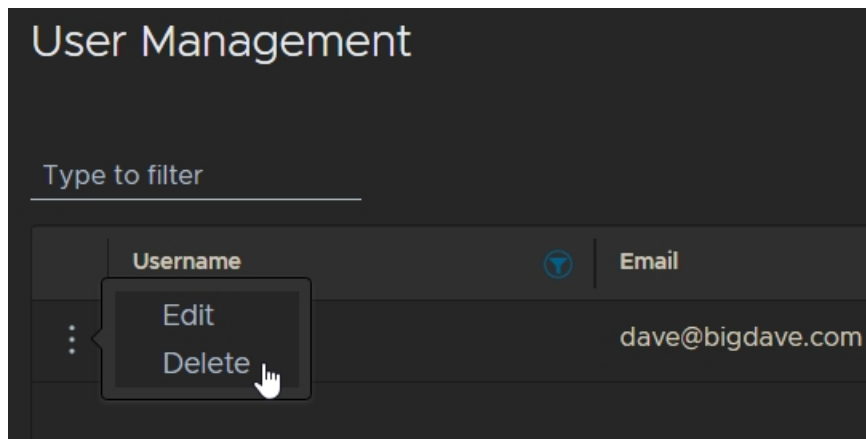 User Management
Type to filter
Username Email
Edit
dave@bigdave.com
Delete